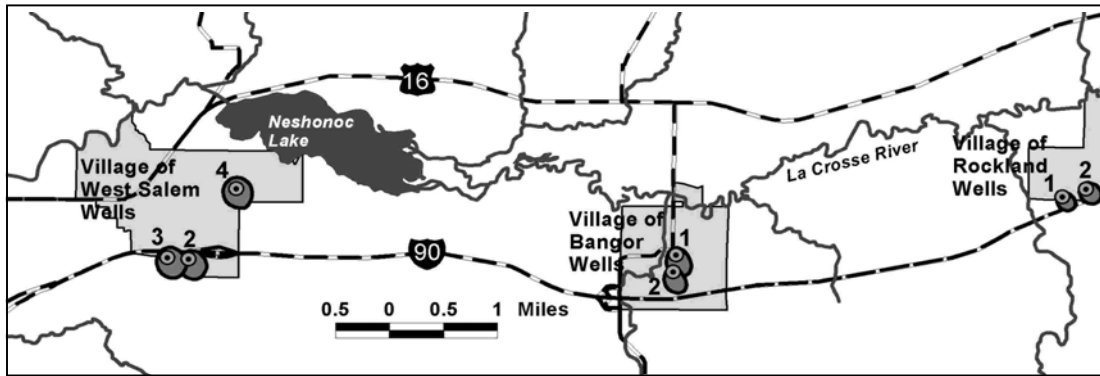 16
Neshonoc
Lake
Village of
West Salem
Wells
4
3 2
90
Village of
Bangor
Wells
1
2
La Crosse River
Village of
Rockland
Wells
1 2
0.5 0 0.5 1 Miles